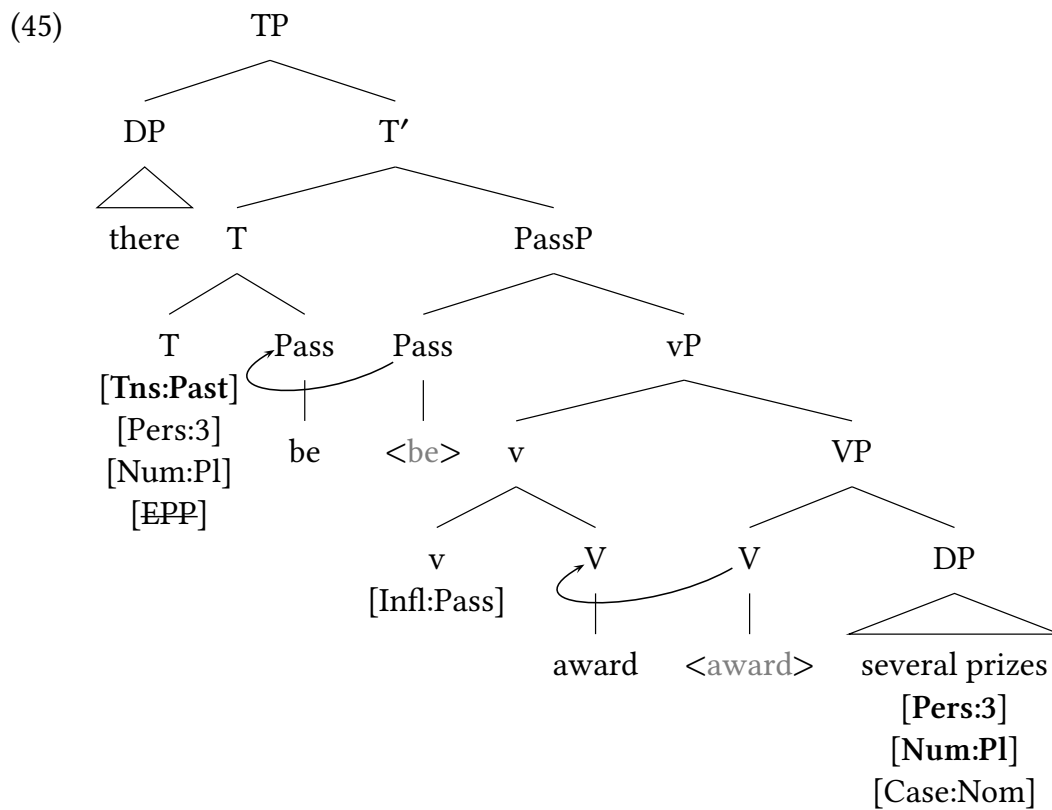 (45) TP
DP T′
there T PassP
T Pass Pass vP
[Tns:Past]
[Pers:3] be <be> v VP
[Num:Pl]
[EPP]
v V V DP
[Infl:Pass]
award <award> several prizes
[Pers:3]
[Num:Pl]
[Case:Nom]